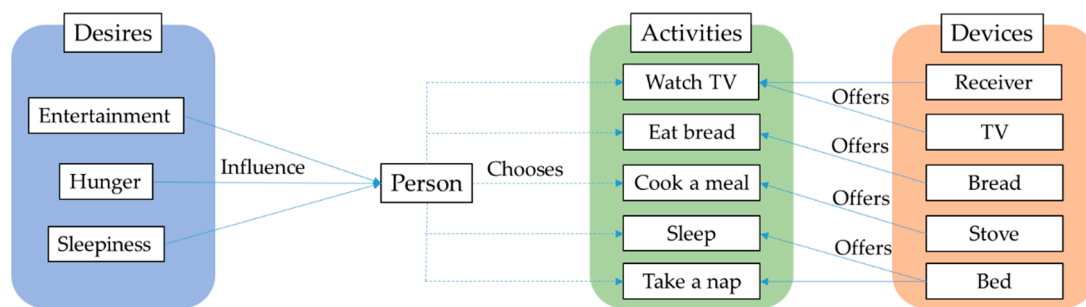 Desires
Activities
Devices
Entertainment
Hunger
Sleepiness
Influence
Person
Chooses
Watch TV
Eat bread
Cook a meal
Sleep
Take a nap
Offers
Offers
Offers
Offers
Receiver
TV
Bread
Stove
Bed